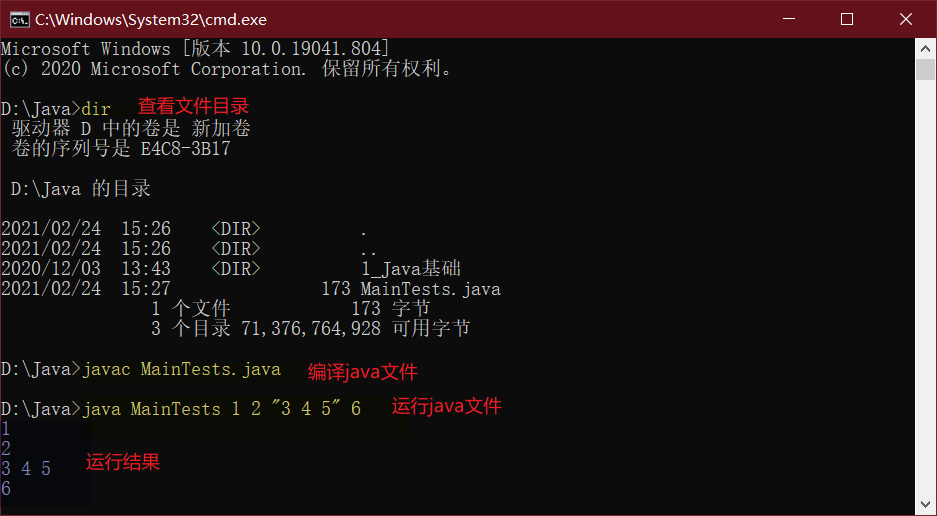 C:\Windows\System32\cmd.exe
Microsoft Windows [版本 10.0.19041.804]
(c) 2020 Microsoft Corporation. 保留所有权利。
D:\Java>dir 查看文件目录
驱动器 D 中的卷是 新加卷
卷的序列号是 E4C8-3B17
D:\Java 的目录
2021/02/24 15:26 <DIR> .
2021/02/24 15:26 <DIR> ..
2020/12/03 13:43 <DIR> 1_Java基础
2021/02/24 15:27 173 MainTests.java
1 个文件 173 字节
3 个目录 71,376,764,928 可用字节
D:\Java>javac MainTests.java 编译java文件
D:\Java>java MainTests 1 2 "3 4 5" 6 运行java文件
1
2
3 4 5 运行结果
6